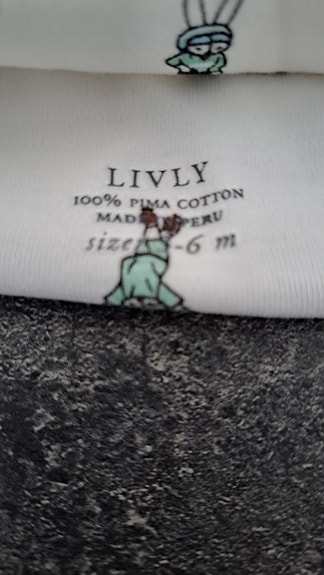 LIVLY
100% PIMA COTTON
MADE PERU
size -6 m